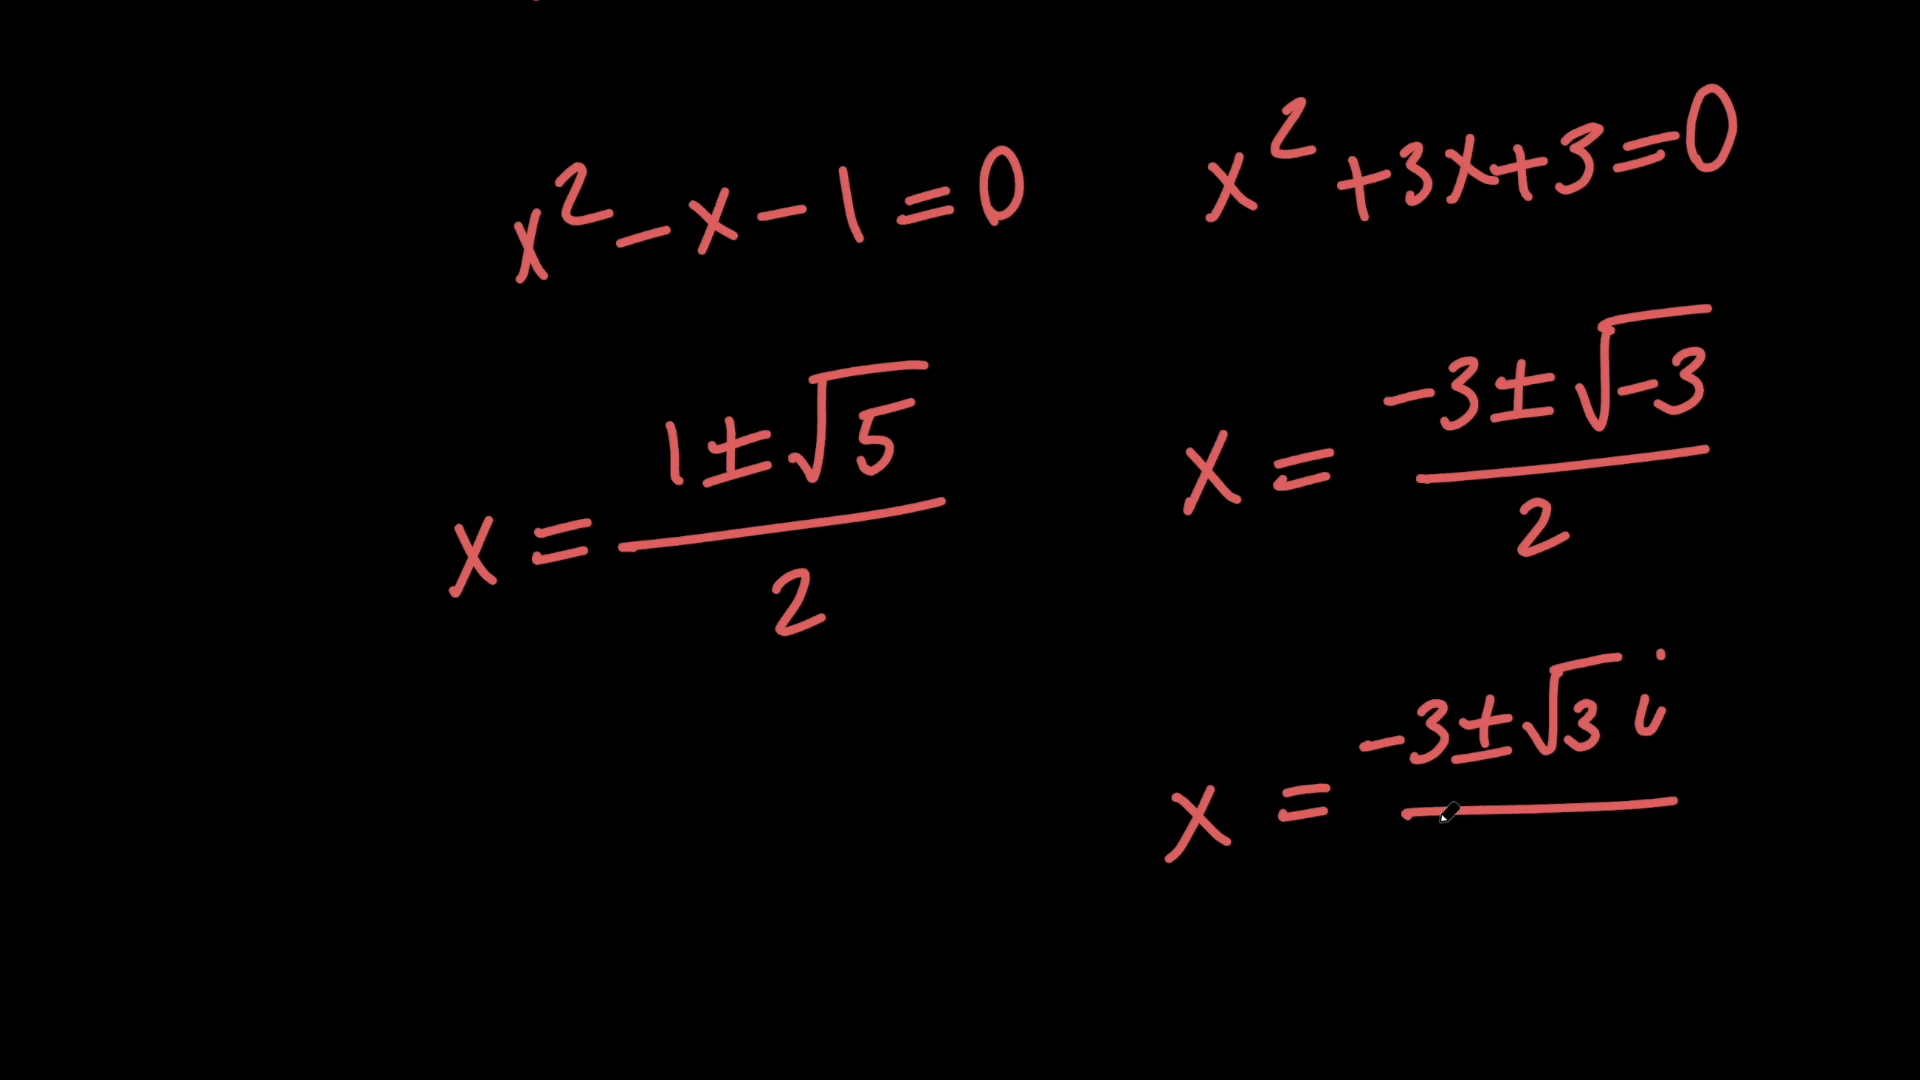 x² - x - 1 = 0
x = (1 ± √5) / 2
x² + 3x + 3 = 0
x = (-3 ± √-3) / 2
x = -3 ± √3 i